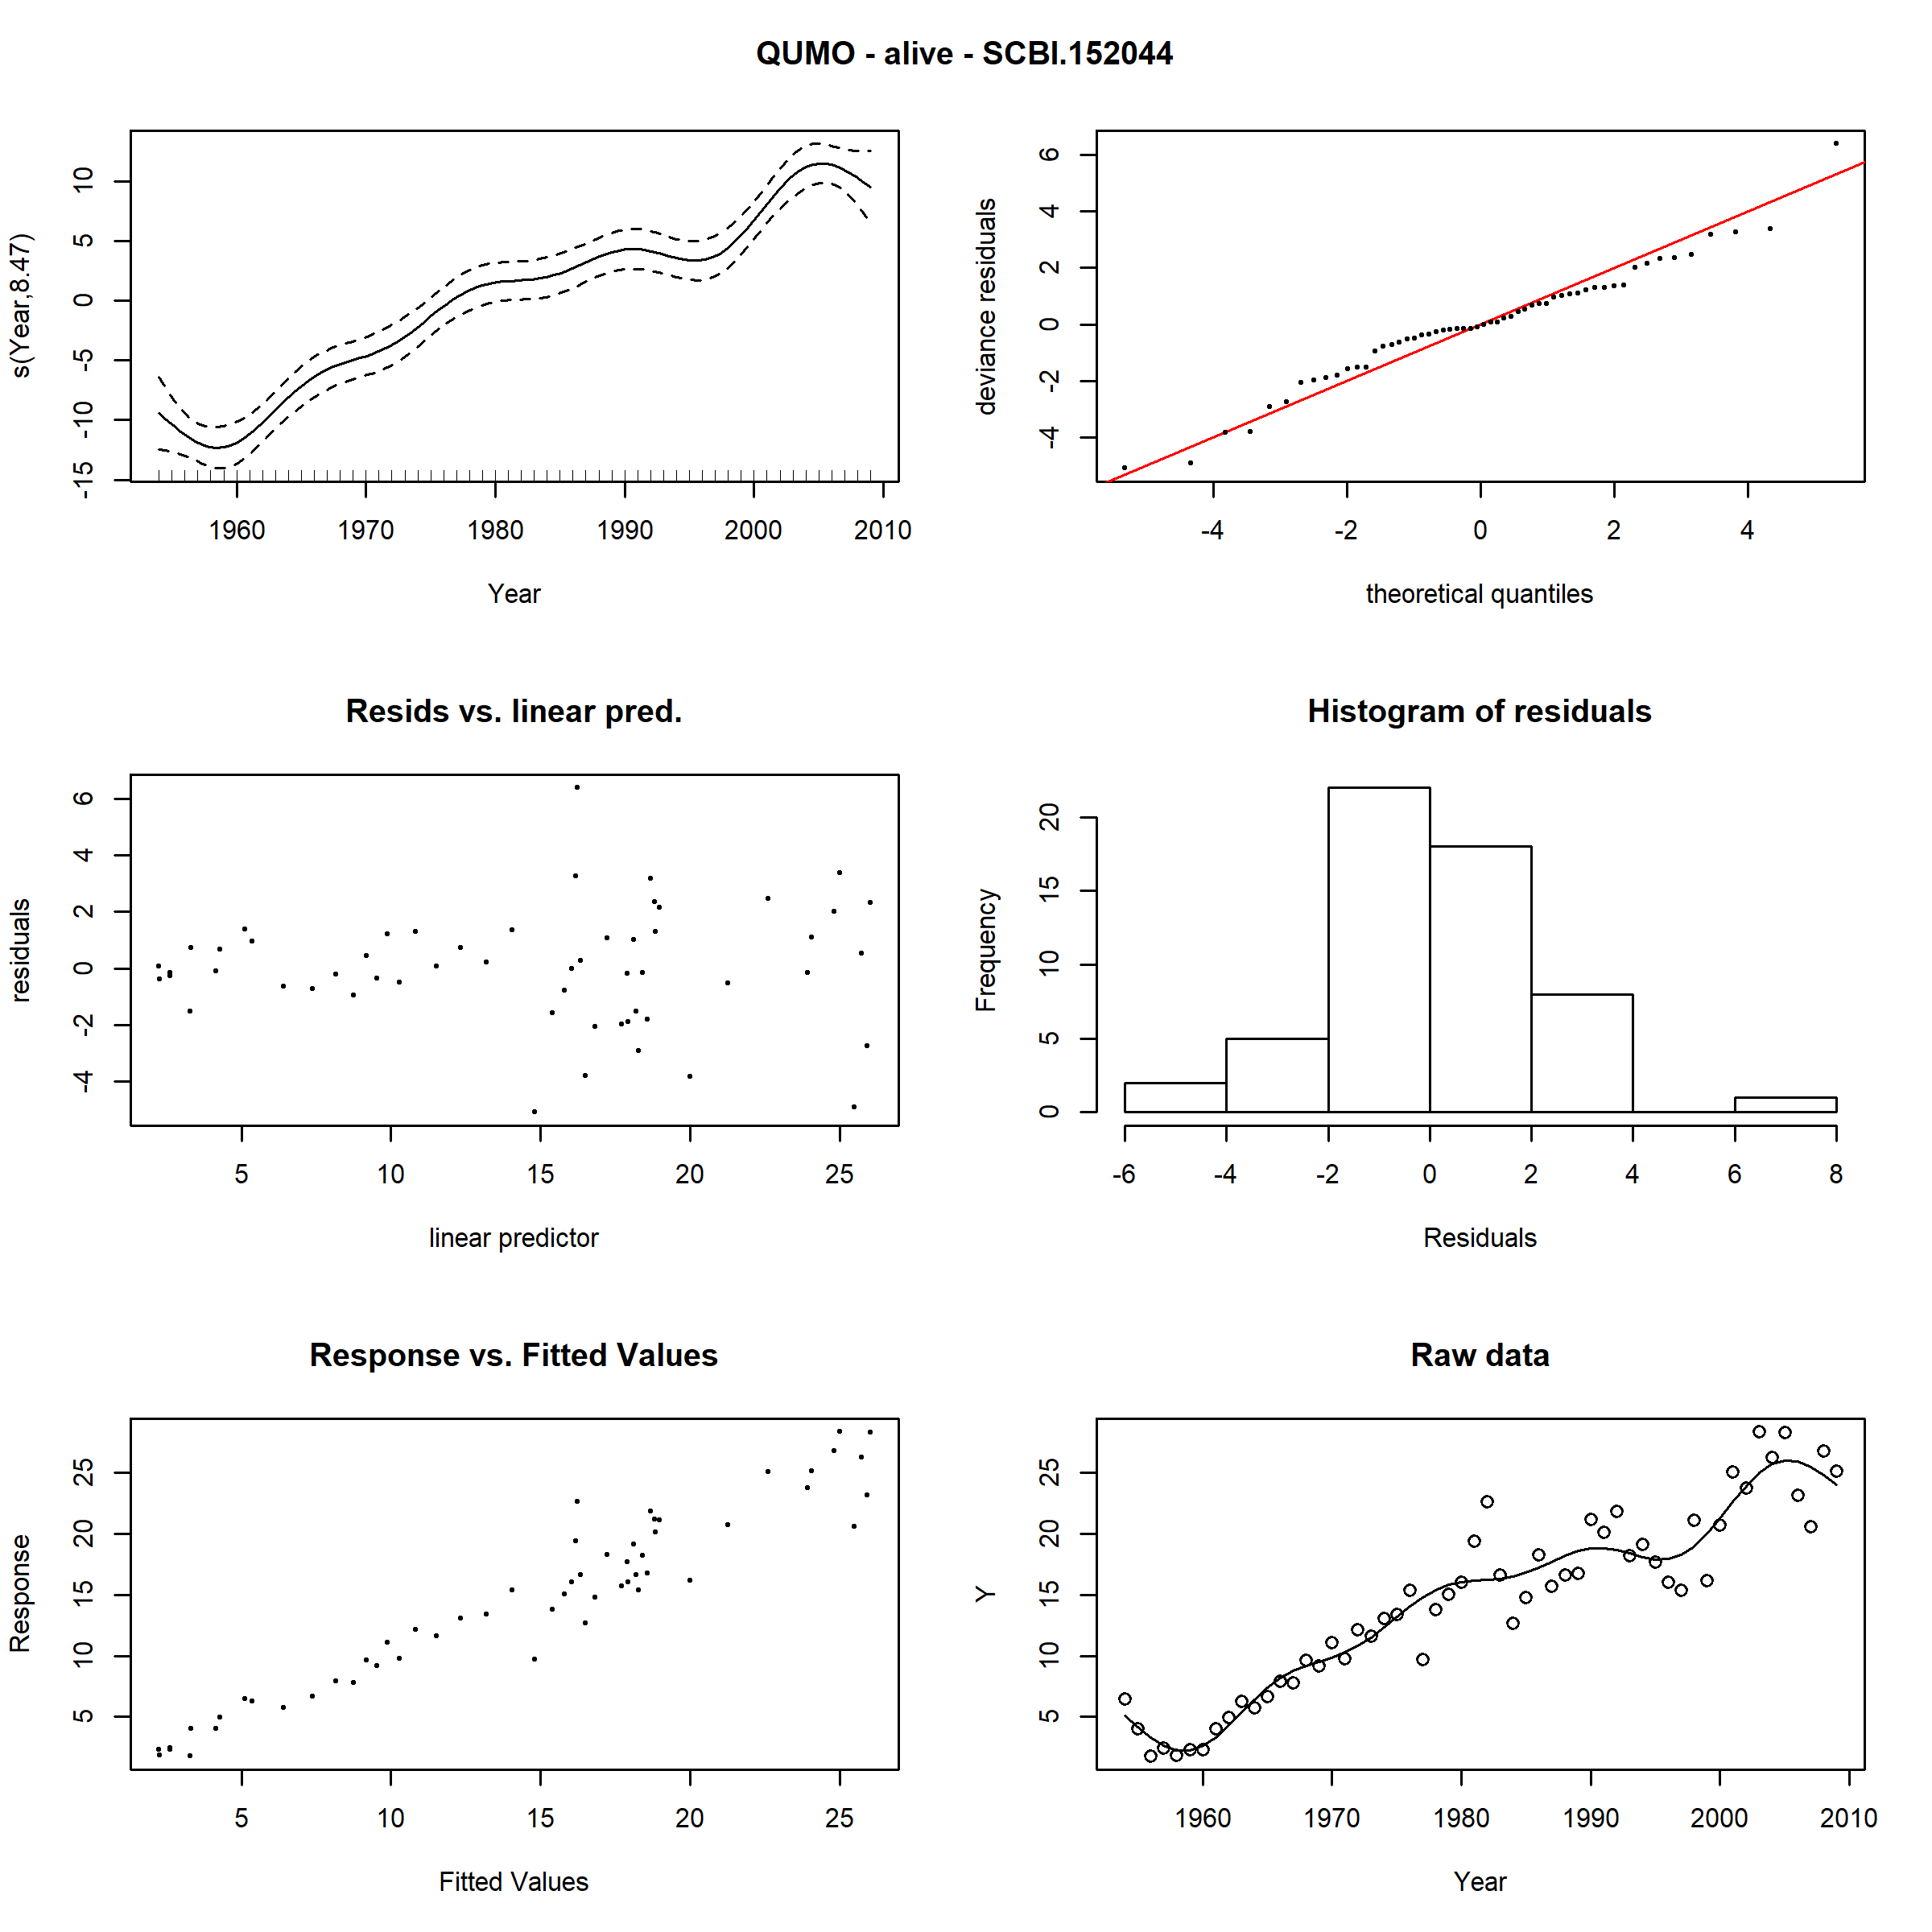 QUMO - alive - SCBI.152044
s(Year,8.47)
-15 -10 -5 0 5 10
1960 1970 1980 1990 2000 2010
Year
deviance residuals
-4 -2 0 2 4 6
-4 -2 0 2 4
theoretical quantiles
Resids vs. linear pred.
residuals
-4 -2 0 2 4 6
5 10 15 20 25
linear predictor
Histogram of residuals
Frequency
0 5 10 15 20
-6 -4 -2 0 2 4 6 8
Residuals
Response vs. Fitted Values
Response
5 10 15 20 25
5 10 15 20 25
Fitted Values
Raw data
Y
5 10 15 20 25
1960 1970 1980 1990 2000 2010
Year